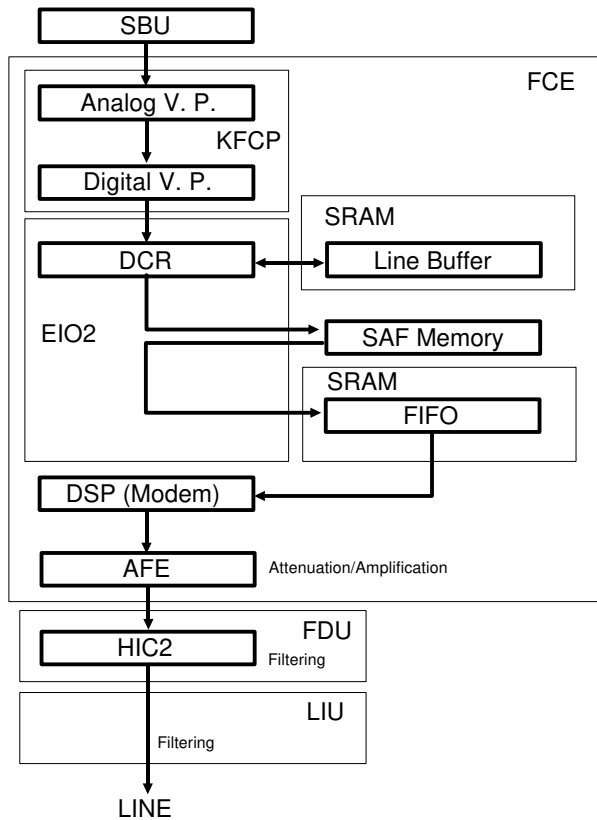 SBU
FCE
Analog V. P.
KFCP
Digital V. P.
SRAM
DCR
Line Buffer
EIO2
SAF Memory
SRAM
FIFO
DSP (Modem)
AFE
Attenuation/Amplification
FDU
HIC2
Filtering
LIU
Filtering
LINE